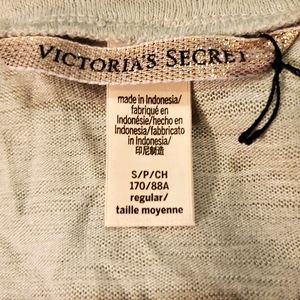 VICTORIA'S SECRET
made in Indonesia/
fabriqué en
Indonésie/hecho en
Indonesia/fabbricato
in Indonesia/
印尼制造
S/P/CH
170/88A
regular/
taille moyenne